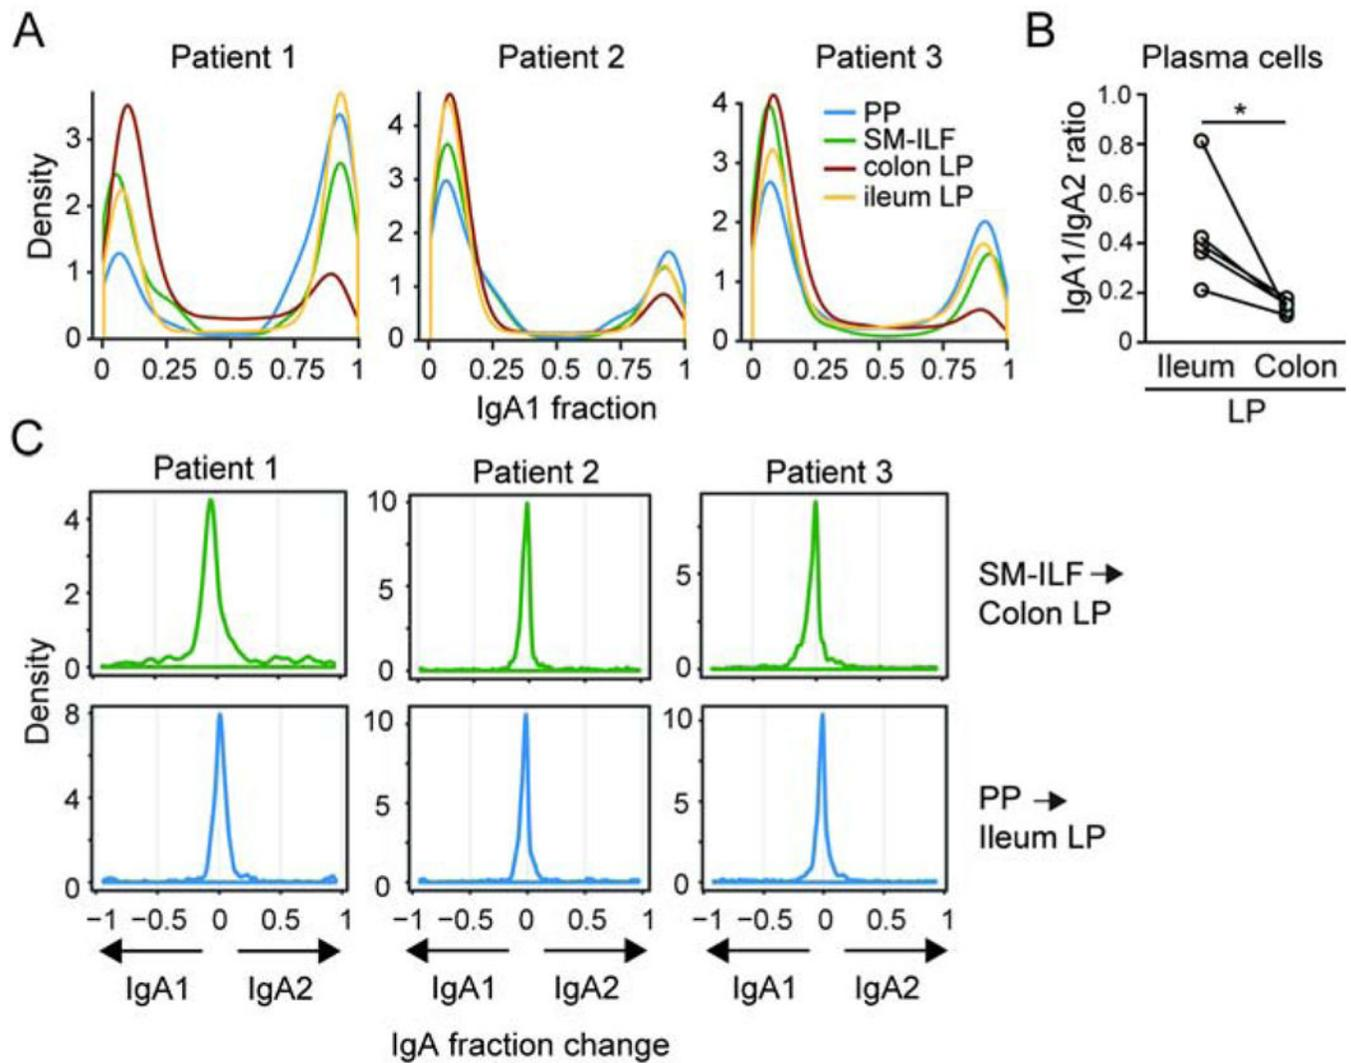 A
Patient 1
Patient 2
Patient 3
Density
3
2
1
0
4
3
2
1
0
4
3
2
1
0
PP
SM-ILF
colon LP
ileum LP
0 0.25 0.5 0.75 1
0 0.25 0.5 0.75 1
0 0.25 0.5 0.75 1
IgA1 fraction
B
Plasma cells
IgA1/IgA2 ratio
1.0
0.8
0.6
0.4
0.2
0
*
Ileum Colon
LP
C
Patient 1
Patient 2
Patient 3
Density
4
2
0
10
5
0
5
0
SM-ILF →
Colon LP
8
4
0
10
5
0
10
5
0
PP →
Ileum LP
−1 −0.5 0 0.5 1
−1 −0.5 0 0.5 1
−1 −0.5 0 0.5 1
IgA1 IgA2
IgA1 IgA2
IgA1 IgA2
IgA fraction change